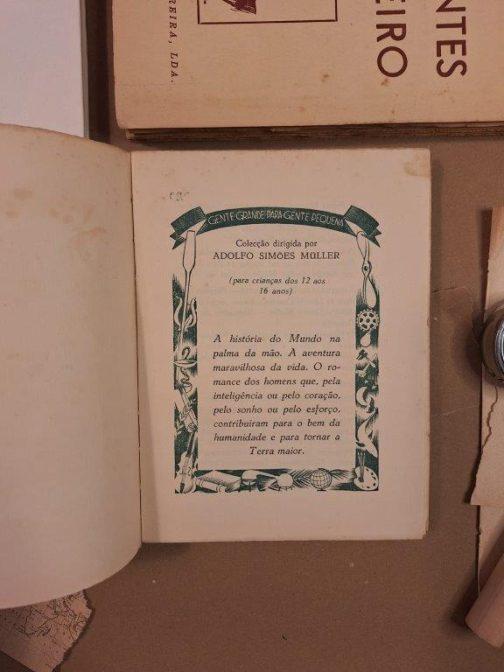 REIRA, LDA.
NTES
EIRO
GENTE GRANDE PARA GENTE PEQUENA
Colecção dirigida por
ADOLFO SIMÕES MÜLLER
(para crianças dos 12 aos
16 anos)
A história do Mundo na
palma da mão. A aventura
maravilhosa da vida. O ro-
mance dos homens que, pela
inteligência ou pelo coração,
pelo sonho ou pelo esforço,
contribuíram para o bem da
humanidade e para tornar a
Terra maior.